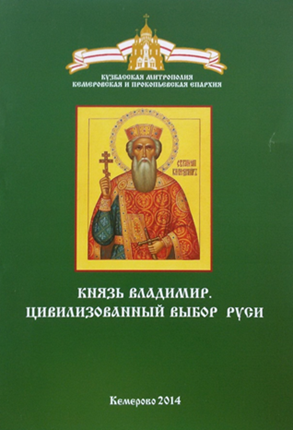 КУЗБАССКАЯ МИТРОПОЛИЯ
КЕМЕРОВСКАЯ И ПРОКОПЬЕВСКАЯ ЕПАРХИЯ
КНЯЗЬ ВЛАДИМИР.
ЦИВИЛИЗОВАННЫЙ ВЫБОР РУСИ
Кемерово 2014